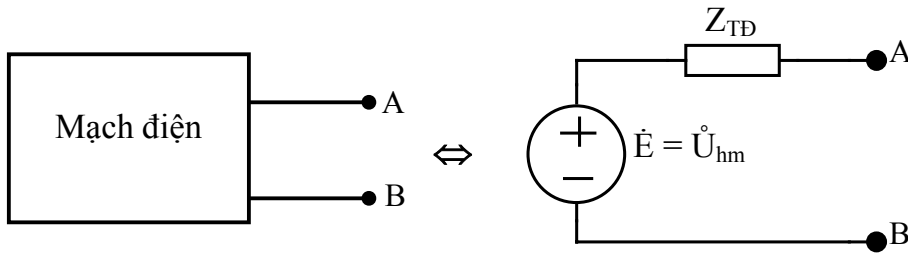 Mạch điện
A
B
⇔
Z_TĐ
A
+
−
Ė = Ů_hm
B